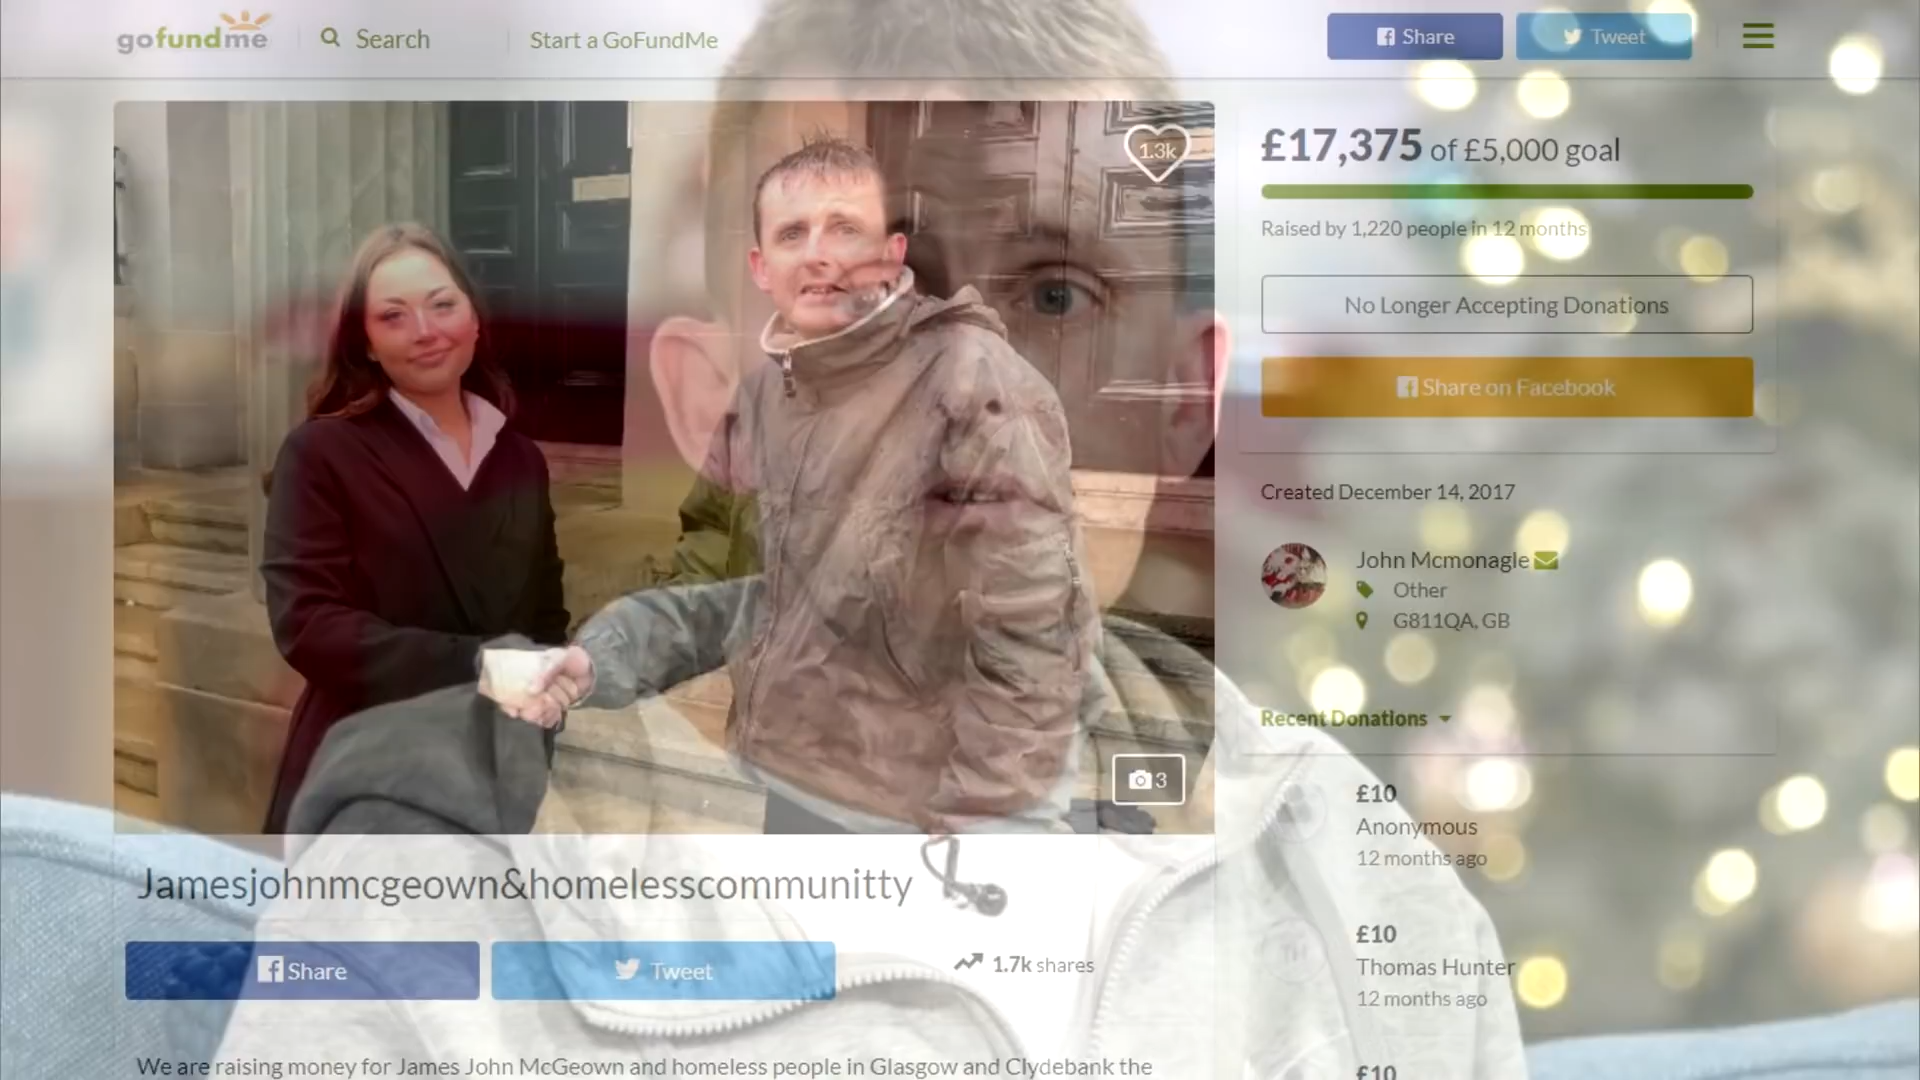 gofundme
Search
Start a GoFundMe
Share
Tweet
1.3k
£17,375 of £5,000 goal
Raised by 1,220 people in 12 months
No Longer Accepting Donations
Share on Facebook
Created December 14, 2017
John Mcmonagle
Other
G811QA, GB
Recent Donations
3
£10
Anonymous
12 months ago
Jamesjohnmcgeown&homelesscommunitty
Share
Tweet
1.7k shares
TH
£10
Thomas Hunter
12 months ago
We are raising money for James John McGeown and homeless people in Glasgow and Clydebank the
£10